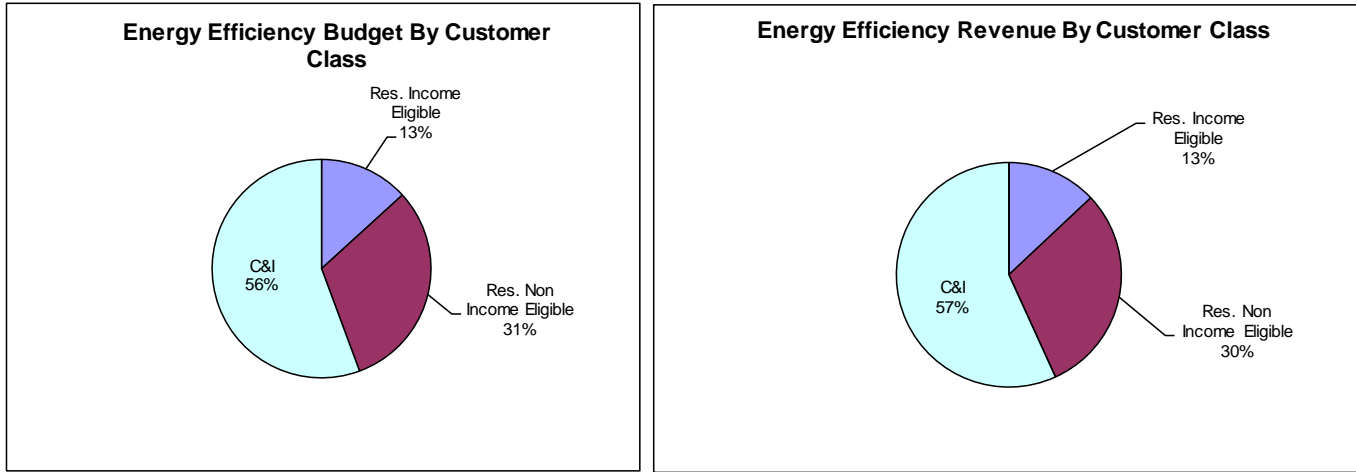 Energy Efficiency Budget By Customer
Class
Res. Income
Eligible
13%
C&I
56%
Res. Non
Income Eligible
31%
Energy Efficiency Revenue By Customer Class
Res. Income
Eligible
13%
C&I
57%
Res. Non
Income Eligible
30%